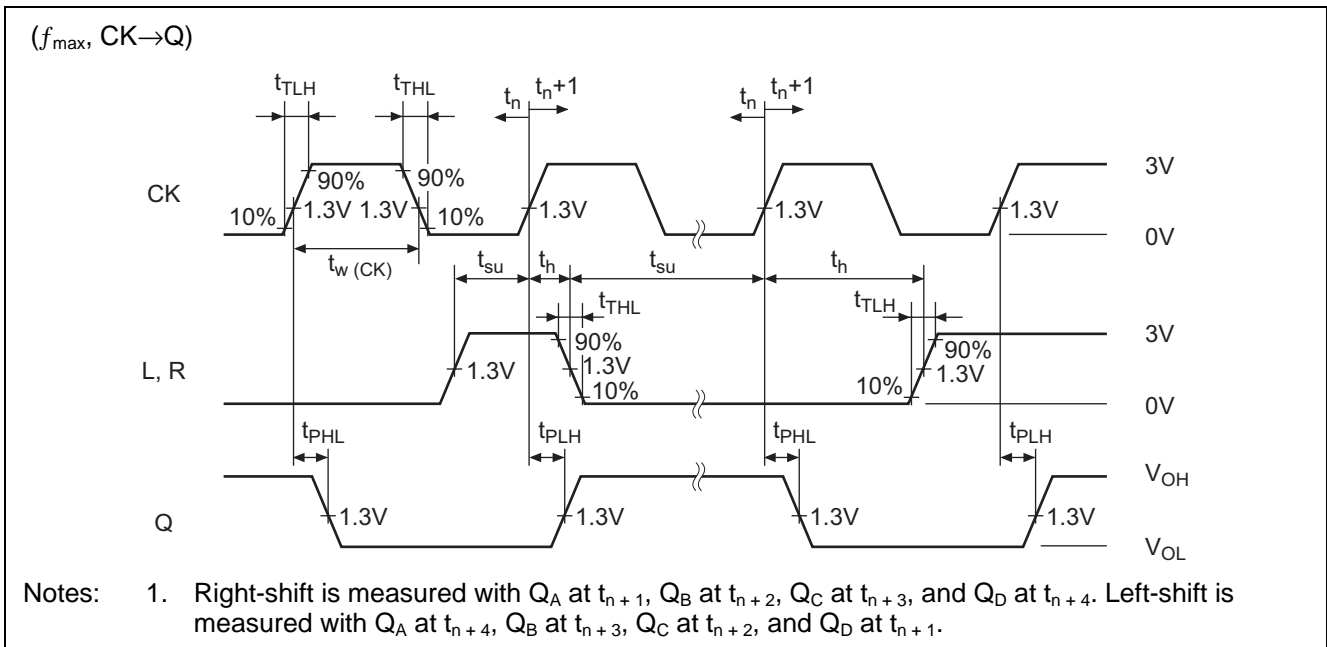 (fmax, CK→Q)
tTLH tTHL tn tn+1 tn tn+1
CK
90% 90% 3V
10% 1.3V 1.3V 10% 1.3V 1.3V 1.3V
0V
tw (CK) tsu th tsu th
tTHL tTLH
L, R
90% 90% 3V
1.3V 1.3V 1.3V
10% 10% 0V
tPHL tPLH tPHL tPLH
VOH
Q 1.3V 1.3V 1.3V 1.3V
VOL
Notes: 1. Right-shift is measured with QA at tn + 1, QB at tn + 2, QC at tn + 3, and QD at tn + 4. Left-shift is
measured with QA at tn + 4, QB at tn + 3, QC at tn + 2, and QD at tn + 1.